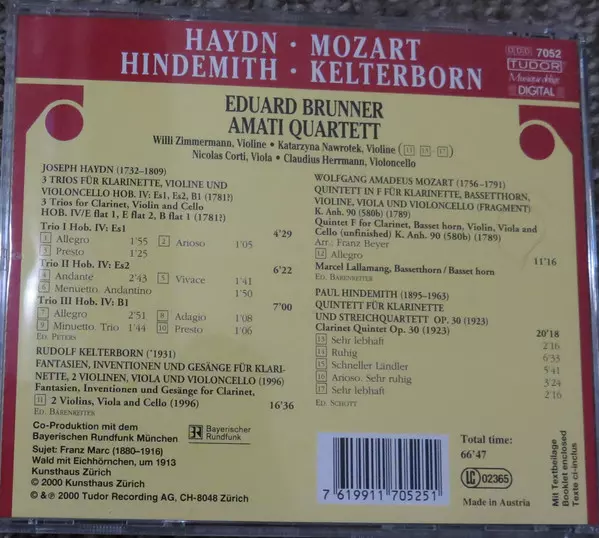 HAYDN · MOZART
HINDEMITH · KELTERBORN
DDD 7052
TUDOR
DIGITAL
EDUARD BRUNNER
AMATI QUARTETT
Willi Zimmermann, Violine · Katarzyna Nawrotek, Violine ( 11 13 - 17 )
Nicolas Corti, Viola · Claudius Herrmann, Violoncello
JOSEPH HAYDN (1732–1809)
3 TRIOS FÜR KLARINETTE, VIOLINE UND
VIOLONCELLO HOB. IV: Es1, Es2, B1 (1781?)
3 Trios for Clarinet, Violin and Cello
HOB. IV/E flat 1, E flat 2, B flat 1 (1781?)
Trio I Hob. IV: Es1 4'29
1 Allegro 1'55 2 Arioso 1'05
3 Presto 1'25
Trio II Hob. IV: Es2 6'22
4 Andante 2'43 5 Vivace 1'41
6 Menuetto. Andantino 1'50
Trio III Hob. IV: B1 7'00
7 Allegro 2'51 8 Adagio 1'08
9 Minuetto. Trio 1'44 10 Presto 1'06
ED. PETERS
RUDOLF KELTERBORN (*1931)
FANTASIEN, INVENTIONEN UND GESÄNGE FÜR KLARI-
NETTE, 2 VIOLINEN, VIOLA UND VIOLONCELLO (1996)
Fantasien, Inventionen und Gesänge for Clarinet,
11 2 Violins, Viola and Cello (1996) 16'36
ED. BÄRENREITER
WOLFGANG AMADEUS MOZART (1756–1791)
QUINTETT IN F FÜR KLARINETTE, BASSETTHORN,
VIOLINE, VIOLA UND VIOLONCELLO (FRAGMENT)
K. Anh. 90 (580b) (1789)
Quintet F for Clarinet, Basset horn, Violin, Viola and
Cello (unfinished) K. Anh. 90 (580b) (1789)
Arr.: Franz Beyer
12 Allegro 11'16
Marcel Lallamang, Bassetthorn / Basset horn
ED. BÄRENREITER
PAUL HINDEMITH (1895–1963)
QUINTETT FÜR KLARINETTE
UND STREICHQUARTETT OP. 30 (1923)
Clarinet Quintet Op. 30 (1923) 20'18
13 Sehr lebhaft 2'16
14 Ruhig 6'33
15 Schneller Ländler 5'41
16 Arioso. Sehr ruhig 3'24
17 Sehr lebhaft 2'16
ED. SCHOTT
Co-Produktion mit dem
Bayerischen Rundfunk München
Bayerischer
Rundfunk
Sujet: Franz Marc (1880–1916)
Wald mit Eichhörnchen, um 1913
Kunsthaus Zürich
© 2000 Kunsthaus Zürich
© & ℗ 2000 Tudor Recording AG, CH-8048 Zürich
7 619911 705251
Total time:
66'47
LC 02365
Made in Austria
Mit Textbeilage
Booklet enclosed
Texte ci-inclus